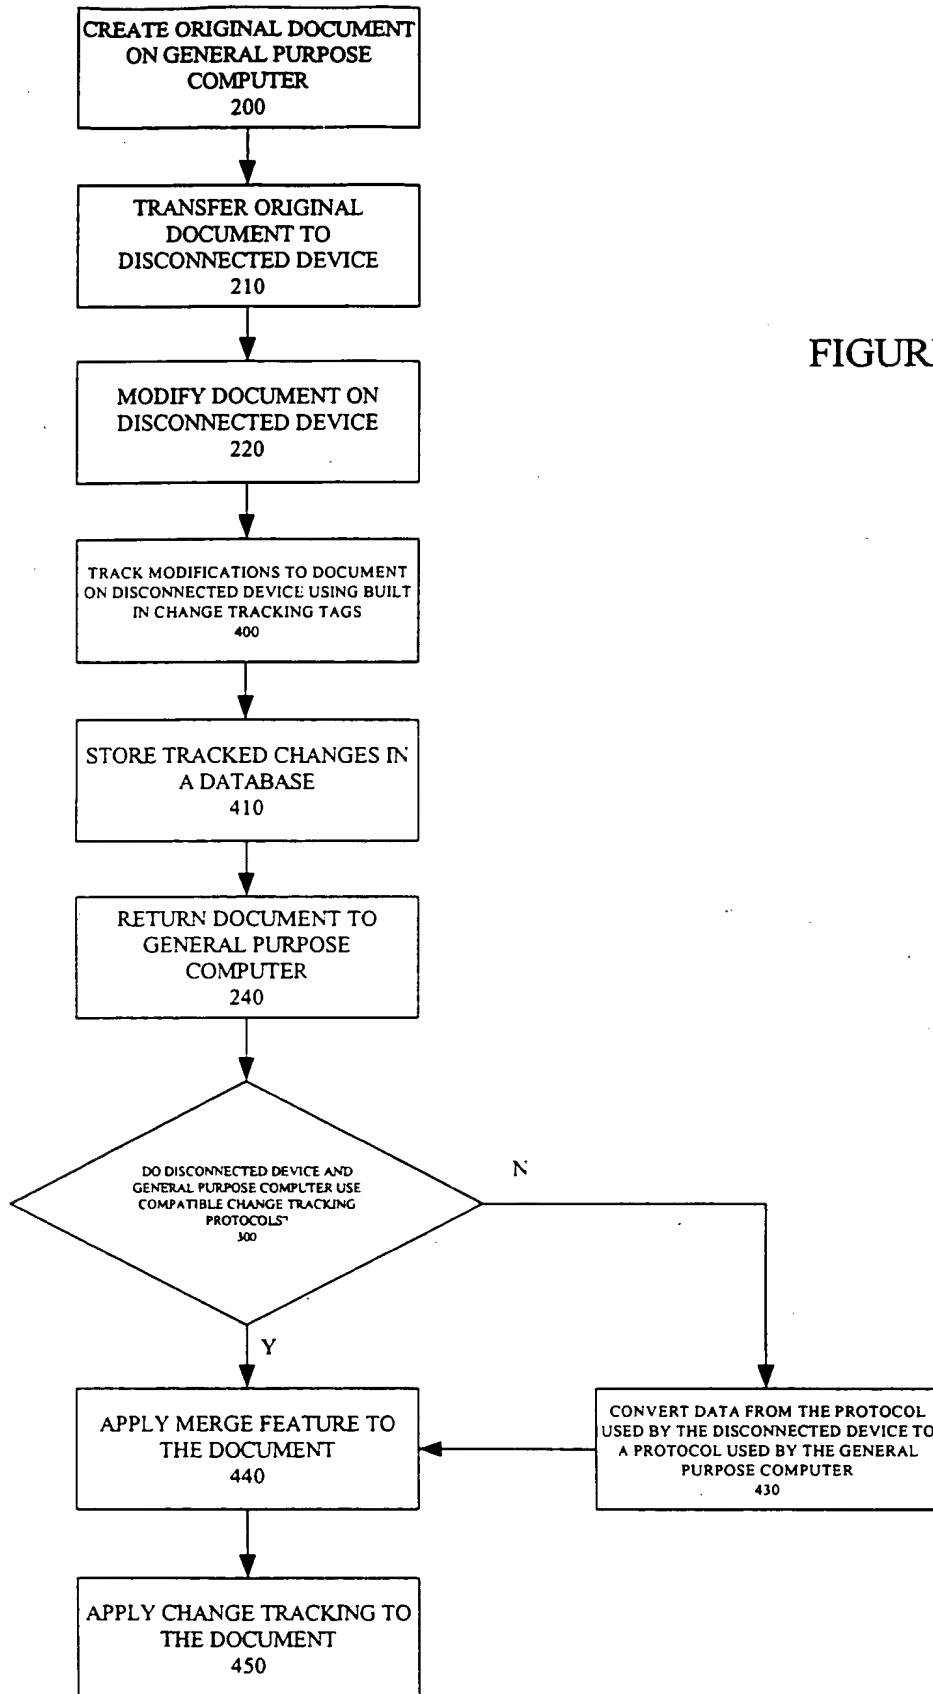 CREATE ORIGINAL DOCUMENT
ON GENERAL PURPOSE
COMPUTER
200
TRANSFER ORIGINAL
DOCUMENT TO
DISCONNECTED DEVICE
210
FIGUR
MODIFY DOCUMENT ON
DISCONNECTED DEVICE
220
TRACK MODIFICATIONS TO DOCUMENT
ON DISCONNECTED DEVICE USING BUILT
IN CHANGE TRACKING TAGS
400
STORE TRACKED CHANGES IN
A DATABASE
410
RETURN DOCUMENT TO
GENERAL PURPOSE
COMPUTER
240
DO DISCONNECTED DEVICE AND
GENERAL PURPOSE COMPUTER USE
COMPATIBLE CHANGE TRACKING
PROTOCOLS?
300
N
Y
APPLY MERGE FEATURE TO
THE DOCUMENT
440
CONVERT DATA FROM THE PROTOCOL
USED BY THE DISCONNECTED DEVICE TO
A PROTOCOL USED BY THE GENERAL
PURPOSE COMPUTER
430
APPLY CHANGE TRACKING TO
THE DOCUMENT
450